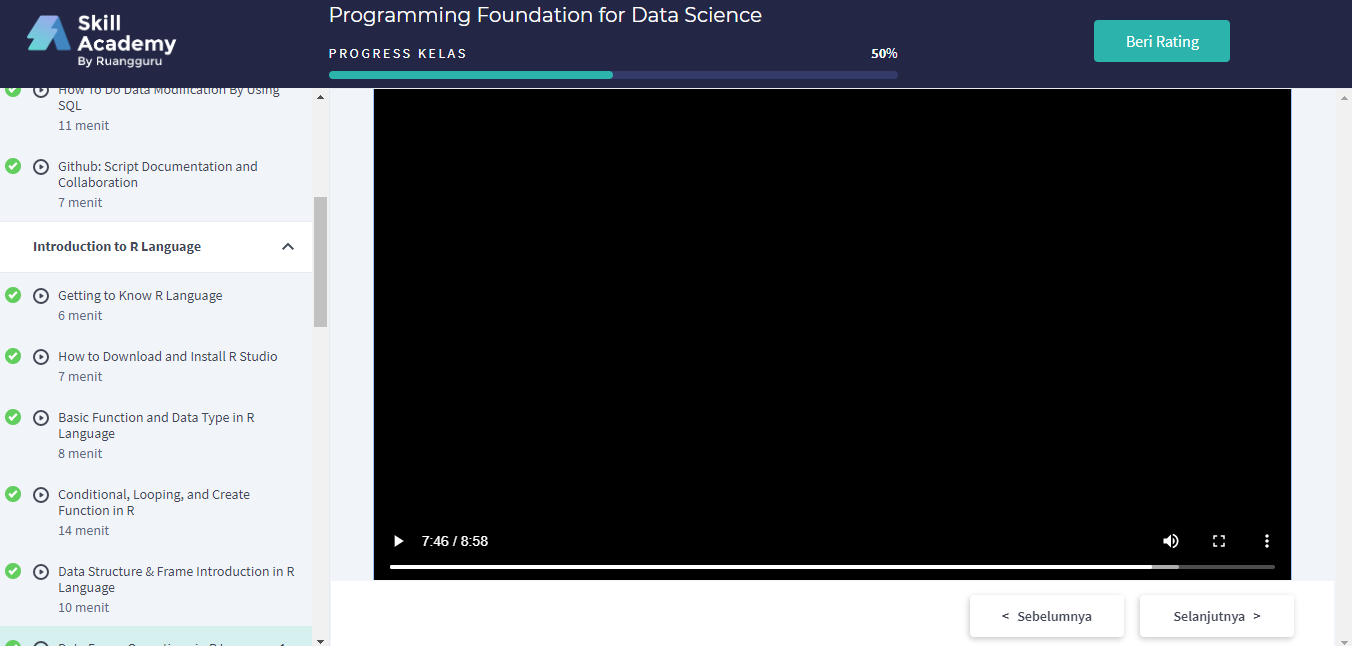 Skill
Academy
By Ruangguru
Programming Foundation for Data Science
PROGRESS KELAS
50%
Beri Rating
How To Do Data Modification By Using
SQL
11 menit
Github: Script Documentation and
Collaboration
7 menit
Introduction to R Language
Getting to Know R Language
6 menit
How to Download and Install R Studio
7 menit
Basic Function and Data Type in R
Language
8 menit
Conditional, Looping, and Create
Function in R
14 menit
Data Structure & Frame Introduction in R
Language
10 menit
7:46 / 8:58
< Sebelumnya
Selanjutnya >